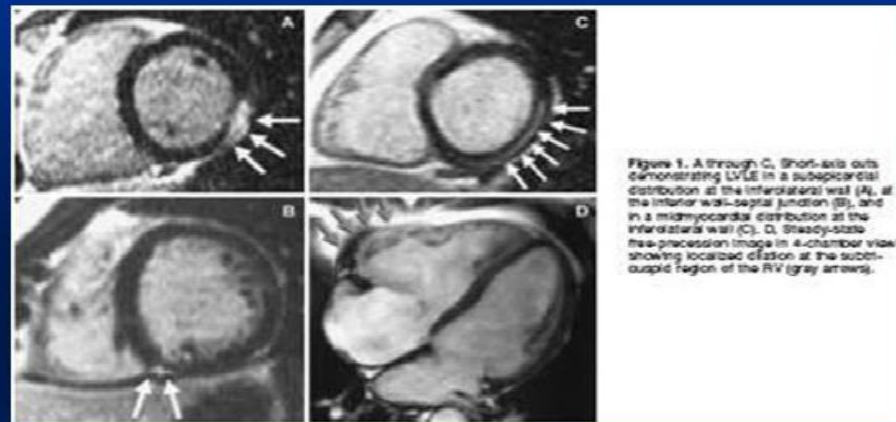 A
C
B
D
Figure 1. A through C, Short-axis cuts
demonstrating LVLE in a subepicardial
distribution at the inferolateral wall (A), at
the inferior wall–septal junction (B), and
in a midmyocardial distribution at the
inferolateral wall (C). D, Steady-state
free-precession image in 4-chamber view
showing localized dilation at the subtri-
cuspid region of the RV (gray arrows).